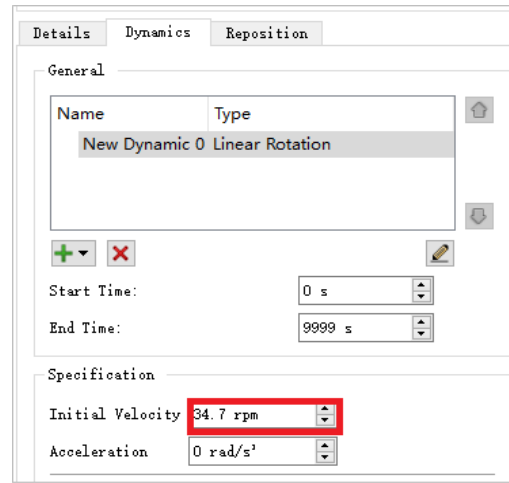 Details Dynamics Reposition
General
Name Type
New Dynamic 0 Linear Rotation
Start Time: 0 s
End Time: 9999 s
Specification
Initial Velocity 34.7 rpm
Acceleration 0 rad/s²